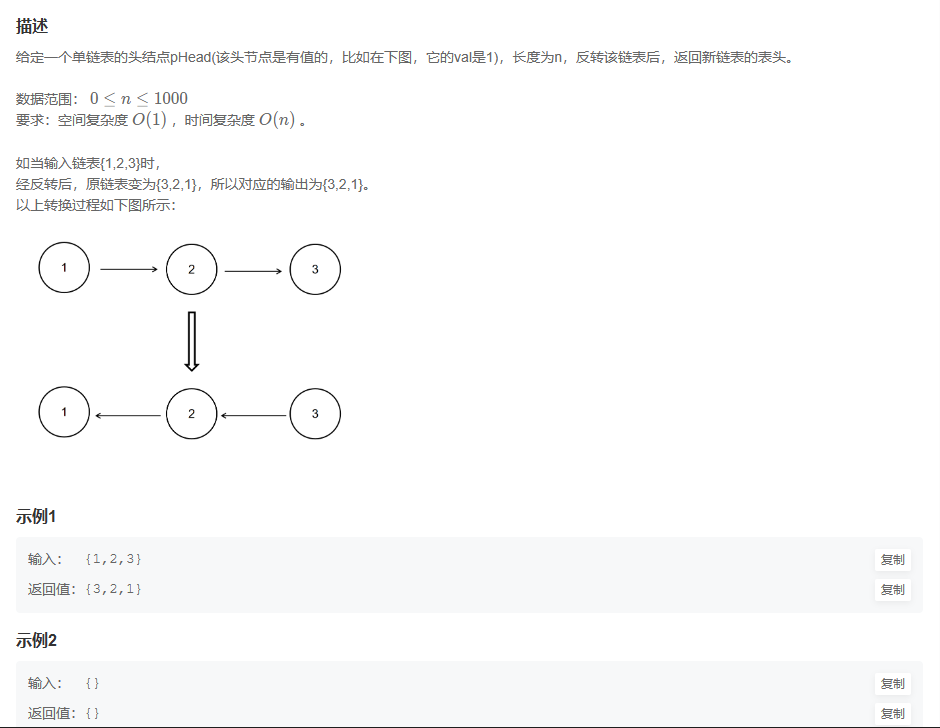 描述
给定一个单链表的头结点pHead(该头节点是有值的，比如在下图，它的val是1)，长度为n，反转该链表后，返回新链表的表头。
数据范围： 0 ≤ n ≤ 1000
要求：空间复杂度 O(1) ，时间复杂度 O(n) 。
如当输入链表{1,2,3}时，
经反转后，原链表变为{3,2,1}，所以对应的输出为{3,2,1}。
以上转换过程如下图所示：
1 2 3
1 2 3
示例1
输入： {1,2,3} 复制
返回值： {3,2,1} 复制
示例2
输入： {} 复制
返回值： {} 复制